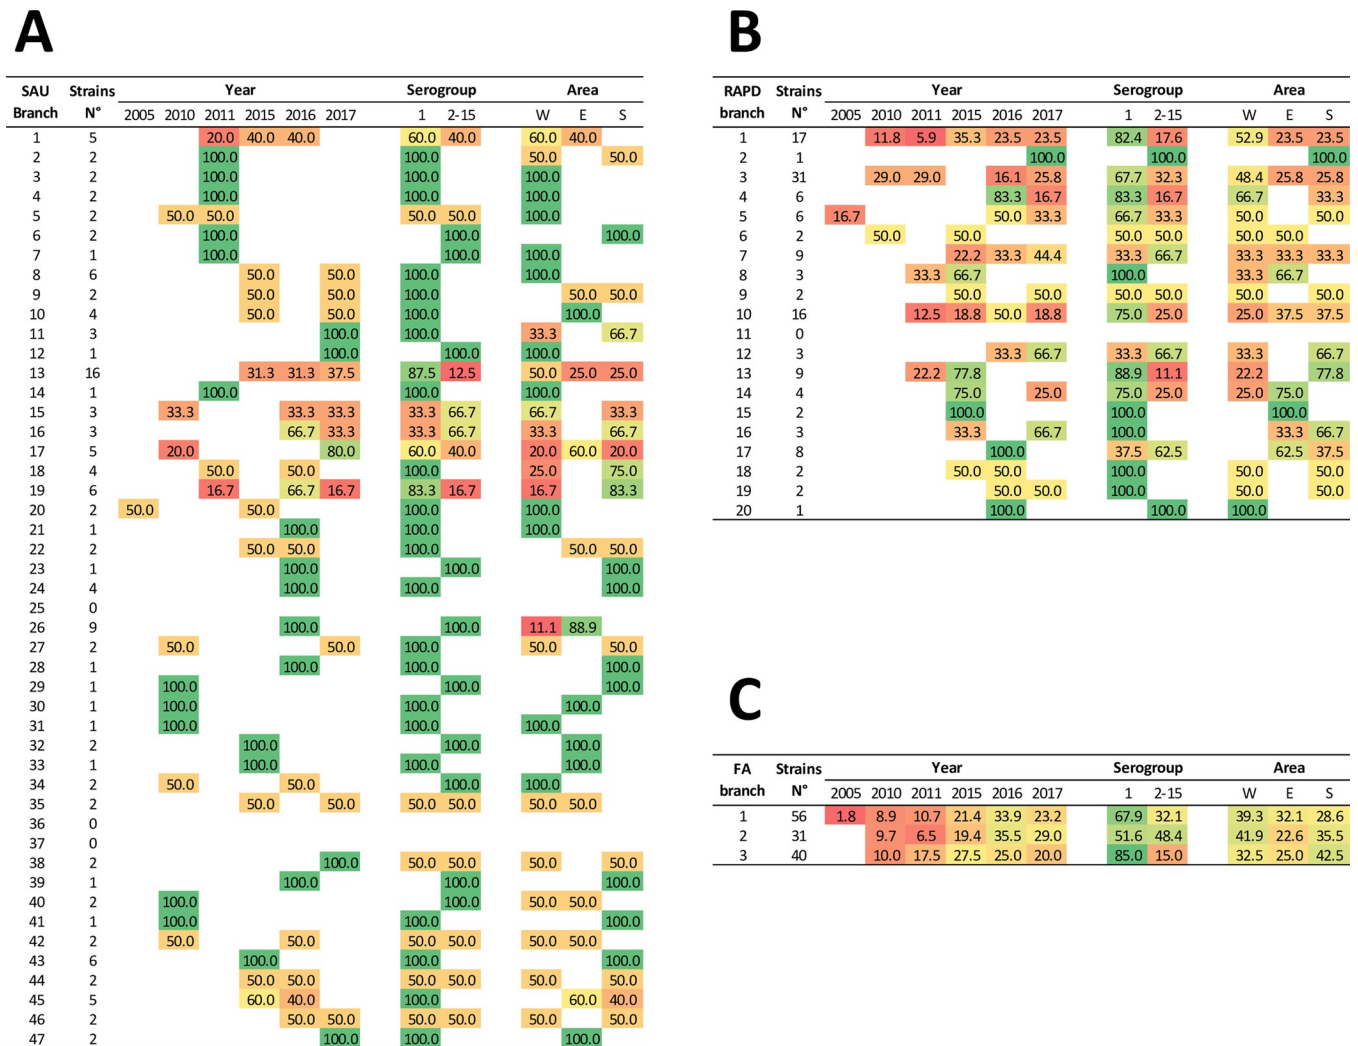 A
SAU Strains Year Serogroup Area
Branch N° 2005 2010 2011 2015 2016 2017 1 2-15 W E S
1 5 20.0 40.0 40.0 60.0 40.0 60.0 40.0
2 2 100.0 100.0 50.0 50.0
3 2 100.0 100.0 100.0
4 2 100.0 100.0 100.0
5 2 50.0 50.0 50.0 50.0 100.0
6 2 100.0 100.0 100.0
7 1 100.0 100.0 100.0
8 6 50.0 50.0 100.0 100.0
9 2 50.0 50.0 100.0 50.0 50.0
10 4 50.0 50.0 100.0 100.0
11 3 100.0 100.0 33.3 66.7
12 1 100.0 100.0 100.0
13 16 31.3 31.3 37.5 87.5 12.5 50.0 25.0 25.0
14 1 100.0 100.0 100.0
15 3 33.3 33.3 33.3 33.3 66.7 66.7 33.3
16 3 66.7 33.3 33.3 66.7 33.3 66.7
17 5 20.0 80.0 60.0 40.0 20.0 60.0 20.0
18 4 50.0 50.0 100.0 25.0 75.0
19 6 16.7 66.7 16.7 83.3 16.7 16.7 83.3
20 2 50.0 50.0 100.0 100.0
21 1 100.0 100.0 100.0
22 2 50.0 50.0 100.0 50.0 50.0
23 1 100.0 100.0 100.0
24 4 100.0 100.0 100.0
25 0
26 9 100.0 100.0 11.1 88.9
27 2 50.0 50.0 100.0 50.0 50.0
28 1 100.0 100.0 100.0
29 1 100.0 100.0 100.0
30 1 100.0 100.0 100.0
31 1 100.0 100.0 100.0
32 2 100.0 100.0 100.0
33 1 100.0 100.0 100.0
34 2 50.0 50.0 100.0 100.0
35 2 50.0 50.0 50.0 50.0 50.0 50.0
36 0
37 0
38 2 100.0 50.0 50.0 50.0 50.0
39 1 100.0 100.0 100.0
40 2 100.0 100.0 50.0 50.0
41 1 100.0 100.0 100.0
42 2 50.0 50.0 50.0 50.0 50.0 50.0
43 6 100.0 100.0 100.0
44 2 50.0 50.0 50.0 50.0 50.0 50.0
45 5 60.0 40.0 100.0 60.0 40.0
46 2 50.0 50.0 50.0 50.0 50.0 50.0
47 2 100.0 100.0 100.0
B
RAPD Strains Year Serogroup Area
branch N° 2005 2010 2011 2015 2016 2017 1 2-15 W E S
1 17 11.8 5.9 35.3 23.5 23.5 82.4 17.6 52.9 23.5 23.5
2 1 100.0 100.0 100.0
3 31 29.0 29.0 16.1 25.8 67.7 32.3 48.4 25.8 25.8
4 6 83.3 16.7 83.3 16.7 66.7 33.3
5 6 16.7 50.0 33.3 66.7 33.3 50.0 50.0
6 2 50.0 50.0 50.0 50.0 50.0 50.0
7 9 22.2 33.3 44.4 33.3 66.7 33.3 33.3 33.3
8 3 33.3 66.7 100.0 33.3 66.7
9 2 50.0 50.0 50.0 50.0 50.0 50.0
10 16 12.5 18.8 50.0 18.8 75.0 25.0 25.0 37.5 37.5
11 0
12 3 33.3 66.7 33.3 66.7 33.3 66.7
13 9 22.2 77.8 88.9 11.1 22.2 77.8
14 4 75.0 25.0 75.0 25.0 25.0 75.0
15 2 100.0 100.0 100.0
16 3 33.3 66.7 100.0 33.3 66.7
17 8 100.0 37.5 62.5 62.5 37.5
18 2 50.0 50.0 100.0 50.0 50.0
19 2 50.0 50.0 100.0 50.0 50.0
20 1 100.0 100.0 100.0
C
FA Strains Year Serogroup Area
branch N° 2005 2010 2011 2015 2016 2017 1 2-15 W E S
1 56 1.8 8.9 10.7 21.4 33.9 23.2 67.9 32.1 39.3 32.1 28.6
2 31 9.7 6.5 19.4 35.5 29.0 51.6 48.4 41.9 22.6 35.5
3 40 10.0 17.5 27.5 25.0 20.0 85.0 15.0 32.5 25.0 42.5